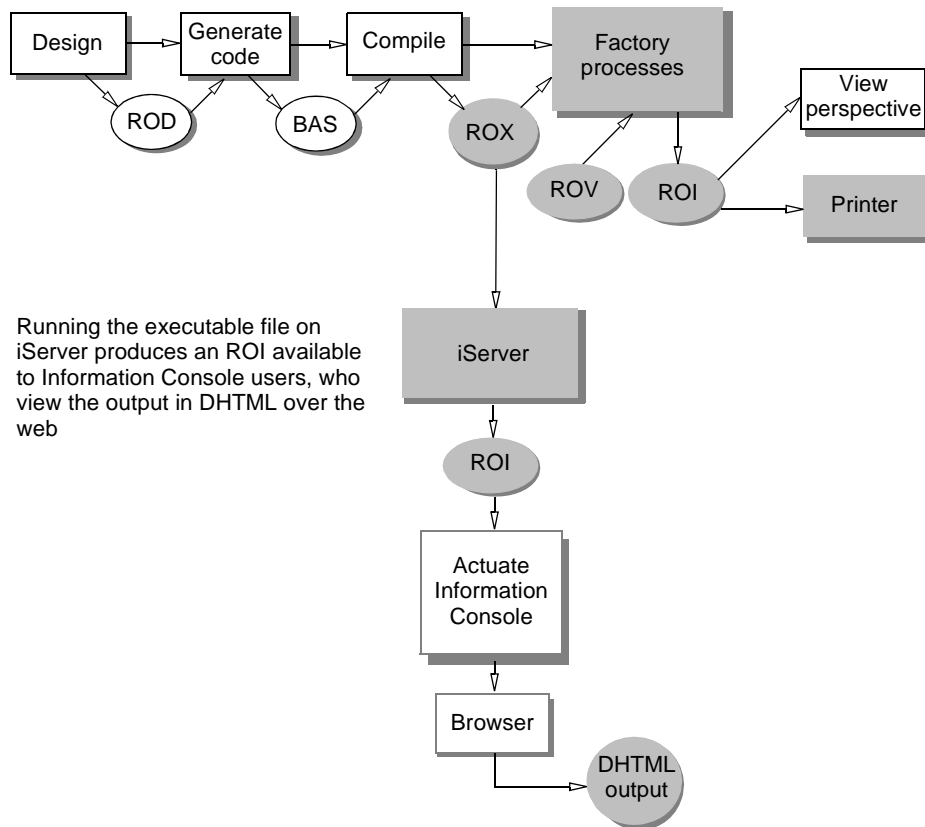 Design
Generate
code
Compile
Factory
processes
View
perspective
ROD
BAS
ROX
ROV
ROI
Printer
Running the executable file on
iServer produces an ROI available
to Information Console users, who
view the output in DHTML over the
web
iServer
ROI
Actuate
Information
Console
Browser
DHTML
output